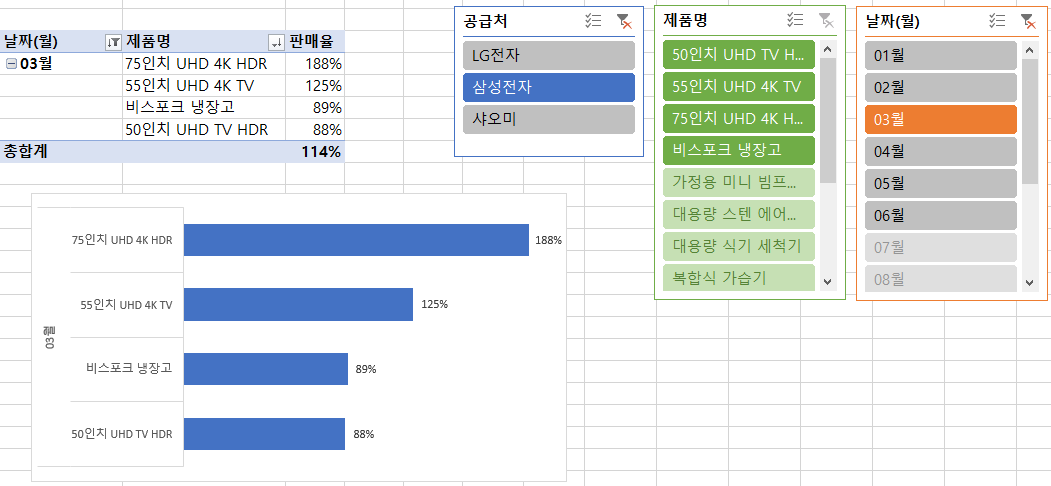 날짜(월) 제품명 판매율
03월 75인치 UHD 4K HDR 188%
55인치 UHD 4K TV 125%
비스포크 냉장고 89%
50인치 UHD TV HDR 88%
총합계 114%
공급처
LG전자
삼성전자
샤오미
제품명
50인치 UHD TV H...
55인치 UHD 4K TV
75인치 UHD 4K H...
비스포크 냉장고
가정용 미니 빔프...
대용량 스텐 에어...
대용량 식기 세척기
복합식 가습기
날짜(월)
01월
02월
03월
04월
05월
06월
07월
08월
75인치 UHD 4K HDR 188%
55인치 UHD 4K TV 125%
비스포크 냉장고 89%
50인치 UHD TV HDR 88%
03월